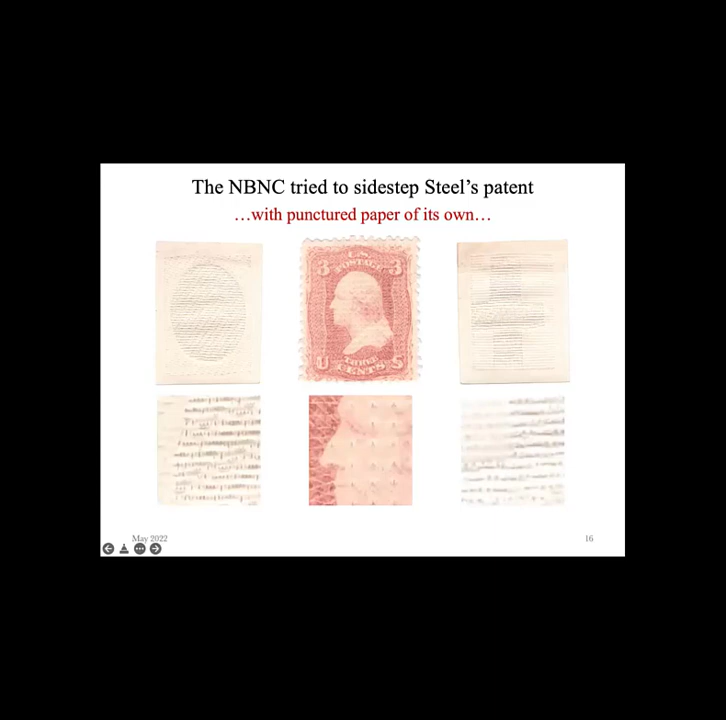 The NBNC tried to sidestep Steel’s patent
…with punctured paper of its own…
U.S.
3 POSTAGE 3
U THREE S
CENTS
May 2022
16